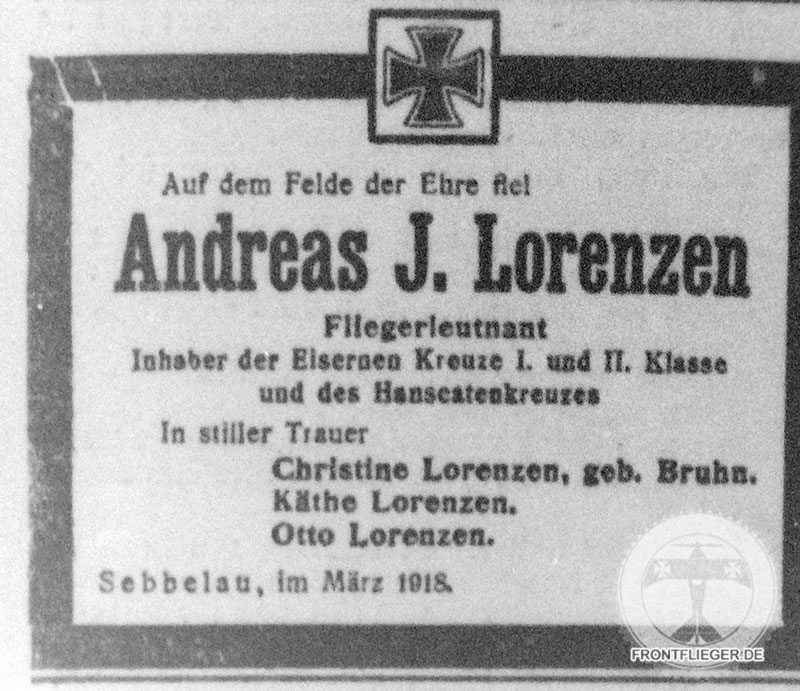 Auf dem Felde der Ehre fiel
Andreas J. Lorenzen
Fliegerleutnant
Inhaber der Eisernen Kreuze I. und II. Klasse
und des Hanseatenkreuzes
In stiller Trauer
Christine Lorenzen, geb. Bruhn.
Käthe Lorenzen.
Otto Lorenzen.
Sebbelau, im März 1918.
FRONTFLIEGER.DE